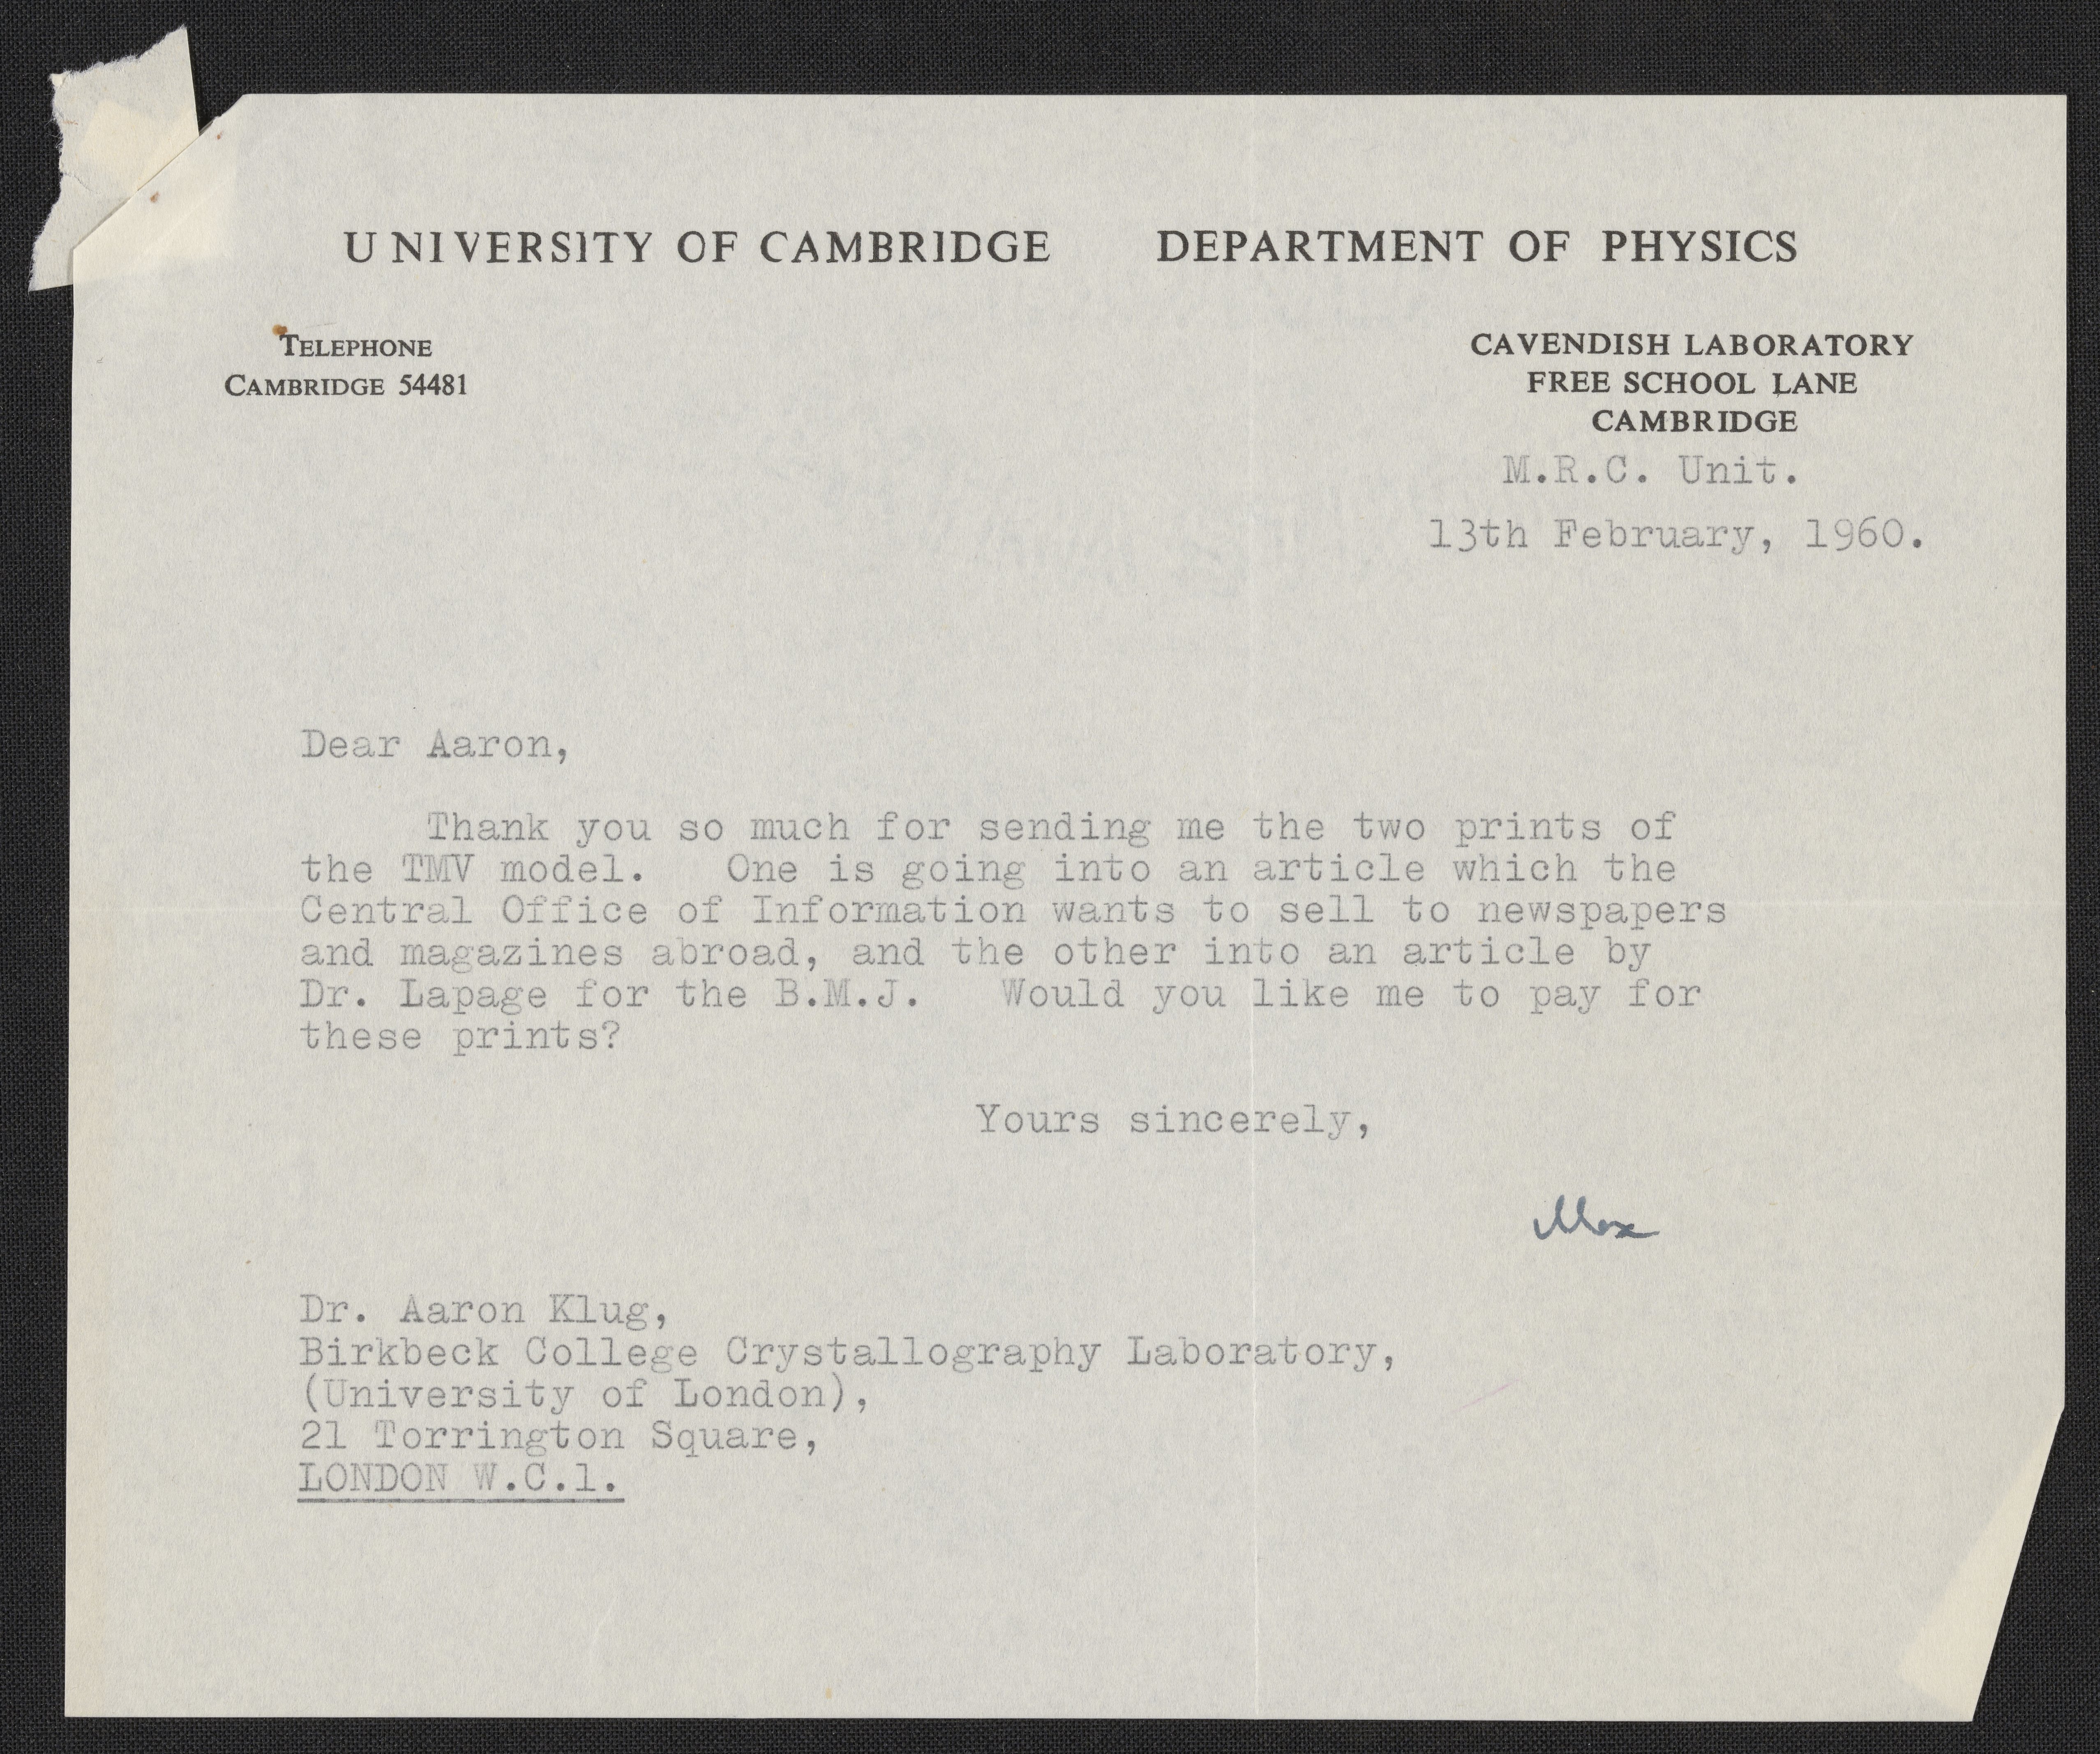 UNIVERSITY OF CAMBRIDGE DEPARTMENT OF PHYSICS
TELEPHONE
CAMBRIDGE 54481
CAVENDISH LABORATORY
FREE SCHOOL LANE
CAMBRIDGE
M.R.C. Unit.
13th February, 1960.
Dear Aaron,
Thank you so much for sending me the two prints of
the TMV model. One is going into an article which the
Central Office of Information wants to sell to newspapers
and magazines abroad, and the other into an article by
Dr. Lapage for the B.M.J. Would you like me to pay for
these prints?
Yours sincerely,
Max
Dr. Aaron Klug,
Birkbeck College Crystallography Laboratory,
(University of London),
21 Torrington Square,
LONDON W.C.1.